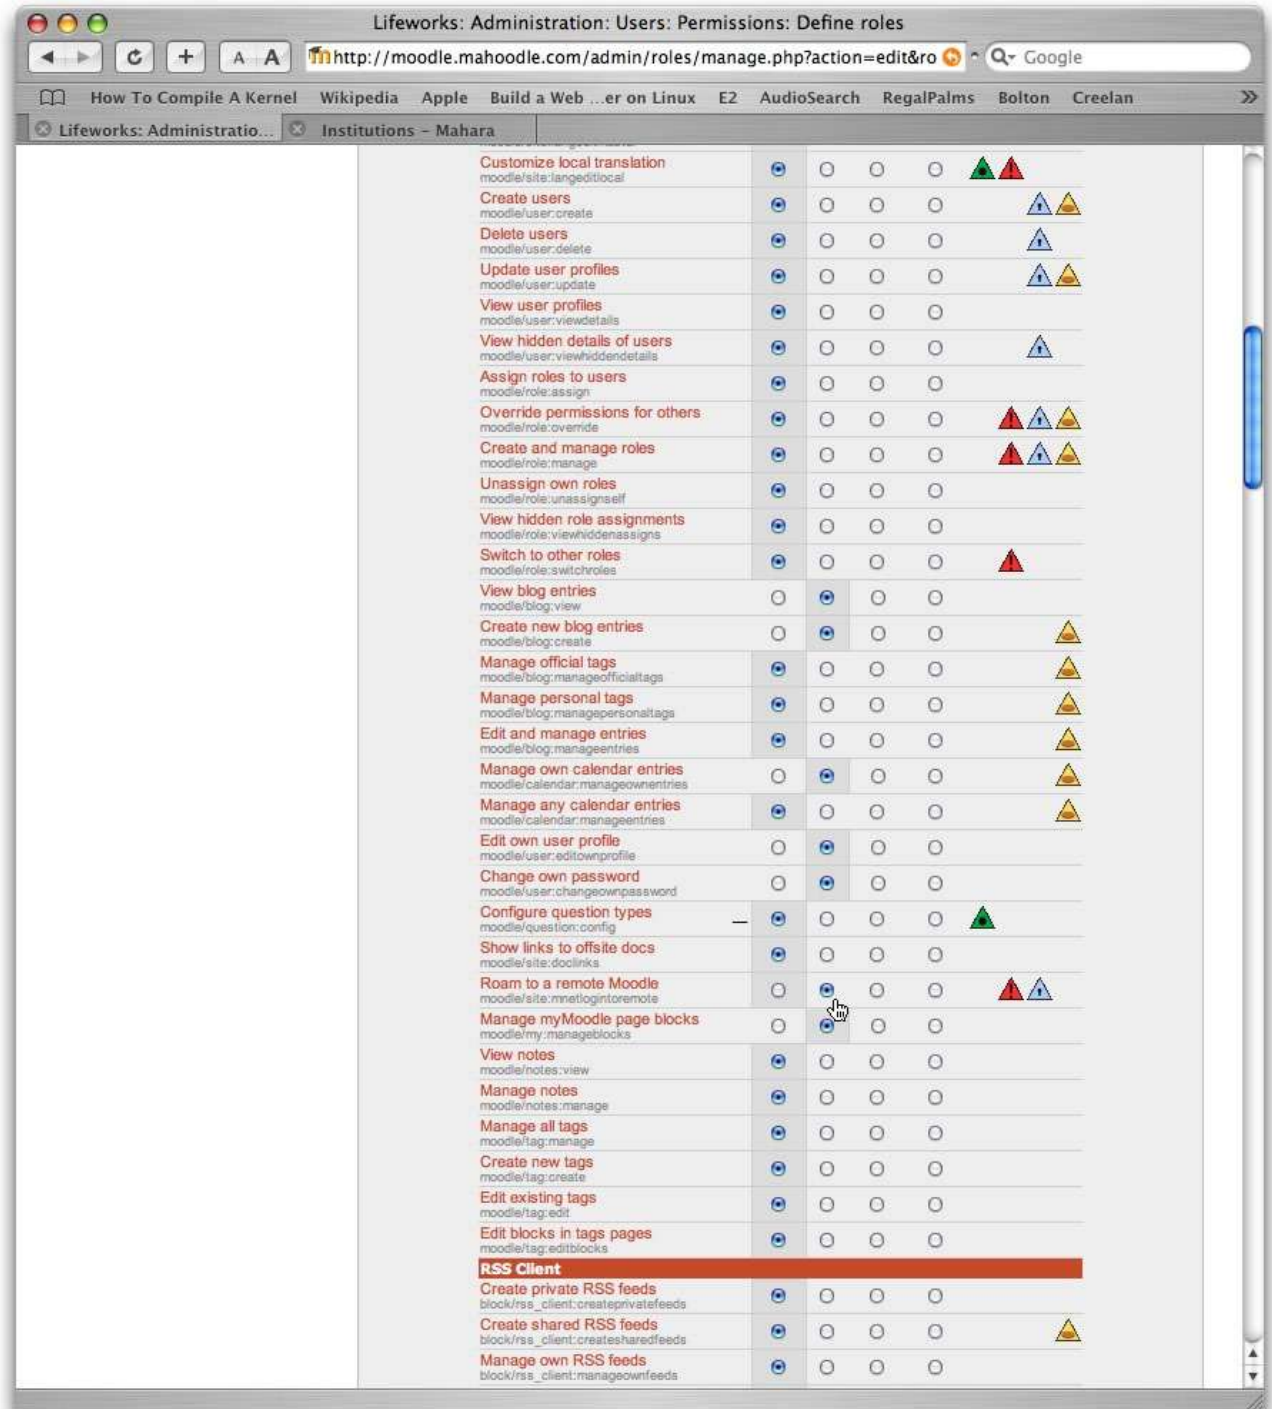 Lifeworks: Administration: Users: Permissions: Define roles
A A http://moodle.mahoodle.com/admin/roles/manage.php?action=edit&ro Google
How To Compile A Kernel Wikipedia Apple Build a Web ...er on Linux E2 AudioSearch RegalPalms Bolton Creelan
Lifeworks: Administratio... Institutions – Mahara
Customize local translation
moodle/site:langeditlocal
Create users
moodle/user:create
Delete users
moodle/user:delete
Update user profiles
moodle/user:update
View user profiles
moodle/user:viewdetails
View hidden details of users
moodle/user:viewhiddendetails
Assign roles to users
moodle/role:assign
Override permissions for others
moodle/role:override
Create and manage roles
moodle/role:manage
Unassign own roles
moodle/role:unassignself
View hidden role assignments
moodle/role:viewhiddenassigns
Switch to other roles
moodle/role:switchroles
View blog entries
moodle/blog:view
Create new blog entries
moodle/blog:create
Manage official tags
moodle/blog:manageofficialtags
Manage personal tags
moodle/blog:managepersonaltags
Edit and manage entries
moodle/blog:manageentries
Manage own calendar entries
moodle/calendar:manageownentries
Manage any calendar entries
moodle/calendar:manageentries
Edit own user profile
moodle/user:editownprofile
Change own password
moodle/user:changeownpassword
Configure question types
moodle/question:config
Show links to offsite docs
moodle/site:doclinks
Roam to a remote Moodle
moodle/site:mnetlogintoremote
Manage myMoodle page blocks
moodle/my:manageblocks
View notes
moodle/notes:view
Manage notes
moodle/notes:manage
Manage all tags
moodle/tag:manage
Create new tags
moodle/tag:create
Edit existing tags
moodle/tag:edit
Edit blocks in tags pages
moodle/tag:editblocks
RSS Client
Create private RSS feeds
block/rss_client:createprivatefeeds
Create shared RSS feeds
block/rss_client:createsharedfeeds
Manage own RSS feeds
block/rss_client:manageownfeeds